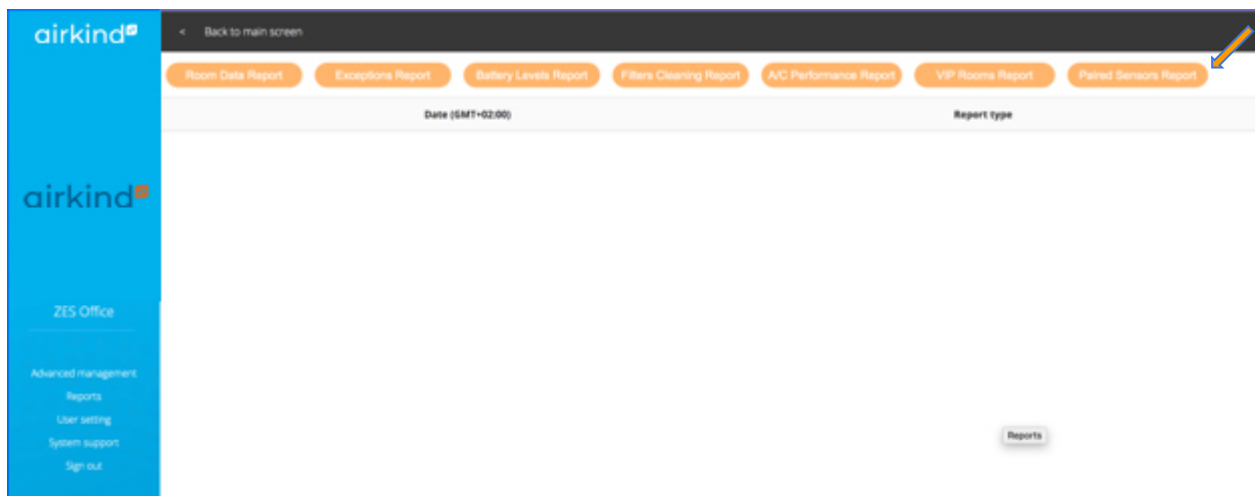 airkind
< Back to main screen
Room Data Report Exceptions Report Battery Levels Report Filters Cleaning Report A/C Performance Report VIP Rooms Report Paired Sensors Report
Date (GMT+02:00) Report type
airkind
ZES Office
Advanced management
Reports
User setting
System support
Sign out
Reports